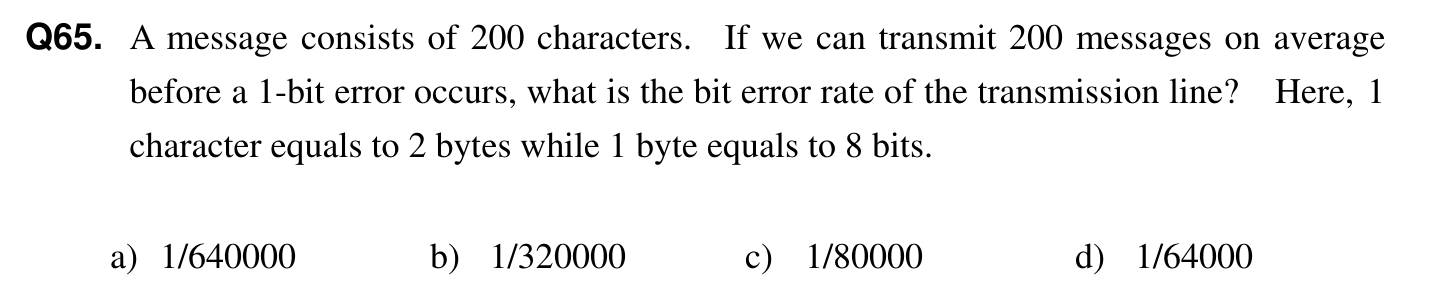 Q65. A message consists of 200 characters. If we can transmit 200 messages on average
before a 1-bit error occurs, what is the bit error rate of the transmission line? Here, 1
character equals to 2 bytes while 1 byte equals to 8 bits.
a) 1/640000 b) 1/320000 c) 1/80000 d) 1/64000